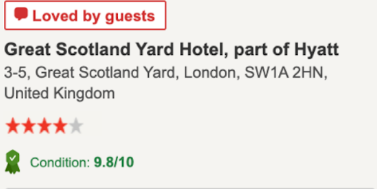 Loved by guests
Great Scotland Yard Hotel, part of Hyatt
3-5, Great Scotland Yard, London, SW1A 2HN,
United Kingdom
Condition: 9.8/10